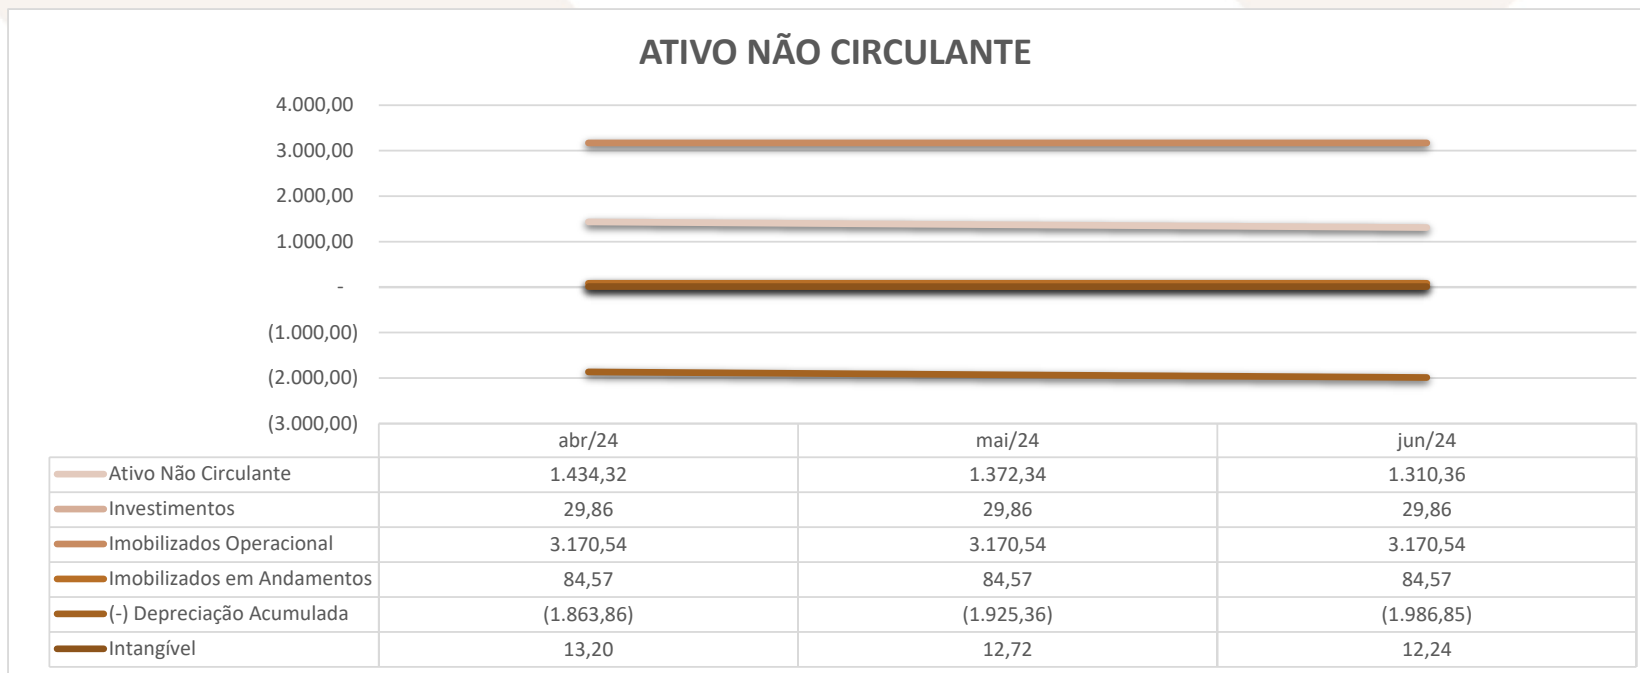 ATIVO NÃO CIRCULANTE
4.000,00
3.000,00
2.000,00
1.000,00
-
(1.000,00)
(2.000,00)
(3.000,00)
abr/24 mai/24 jun/24
Ativo Não Circulante 1.434,32 1.372,34 1.310,36
Investimentos 29,86 29,86 29,86
Imobilizados Operacional 3.170,54 3.170,54 3.170,54
Imobilizados em Andamentos 84,57 84,57 84,57
(-) Depreciação Acumulada (1.863,86) (1.925,36) (1.986,85)
Intangível 13,20 12,72 12,24